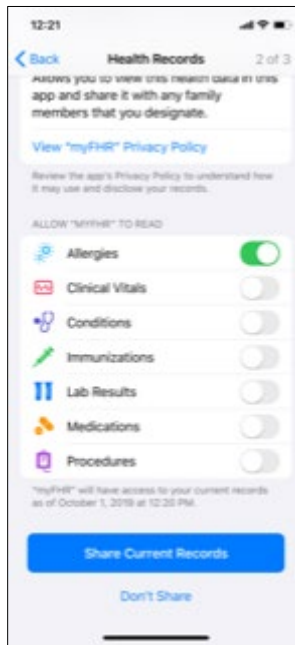 12:21
Back Health Records 2 of 3
Allows you to view this health data in this
app and share it with any family
members that you designate.
View "myFHR" Privacy Policy
Review the app's Privacy Policy to understand how
it may use and disclose your records.
ALLOW "MYFHR" TO READ
Allergies
Clinical Vitals
Conditions
Immunizations
Lab Results
Medications
Procedures
"myFHR" will have access to your current records
as of October 1, 2019 at 12:20 PM.
Share Current Records
Don't Share